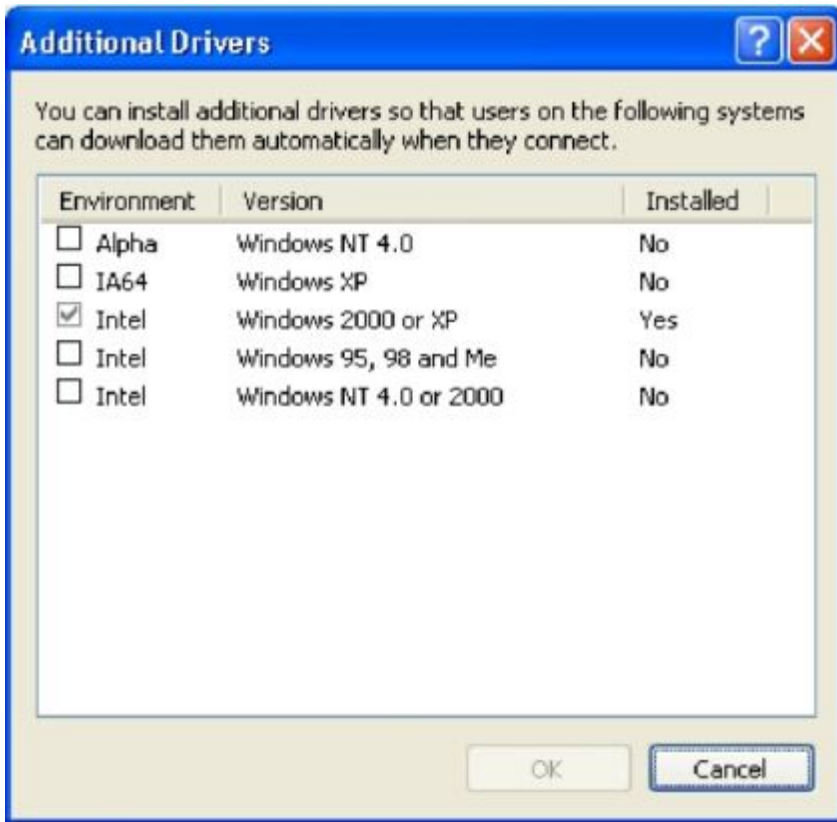 Additional Drivers
You can install additional drivers so that users on the following systems
can download them automatically when they connect.
Environment Version Installed
Alpha Windows NT 4.0 No
IA64 Windows XP No
Intel Windows 2000 or XP Yes
Intel Windows 95, 98 and Me No
Intel Windows NT 4.0 or 2000 No
OK Cancel